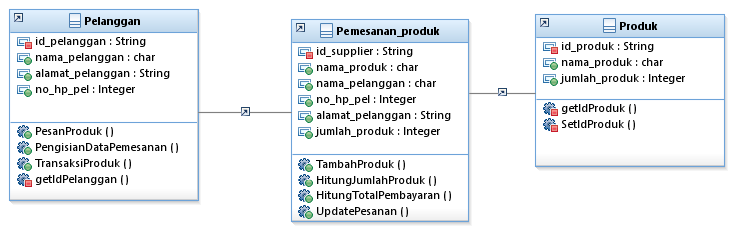 Pelanggan
id_pelanggan : String
nama_pelanggan : char
alamat_pelanggan : String
no_hp_pel : Integer
PesanProduk ( )
PengisianDataPemesanan ( )
TransaksiProduk ( )
getIdPelanggan ( )
Pemesanan_produk
id_supplier : String
nama_produk : char
nama_pelanggan : char
no_hp_pel : Integer
alamat_pelanggan : String
jumlah_produk : Integer
TambahProduk ( )
HitungJumlahProduk ( )
HitungTotalPembayaran ( )
UpdatePesanan ( )
Produk
id_produk : String
nama_produk : char
jumlah_produk : Integer
getIdProduk ( )
SetIdProduk ( )